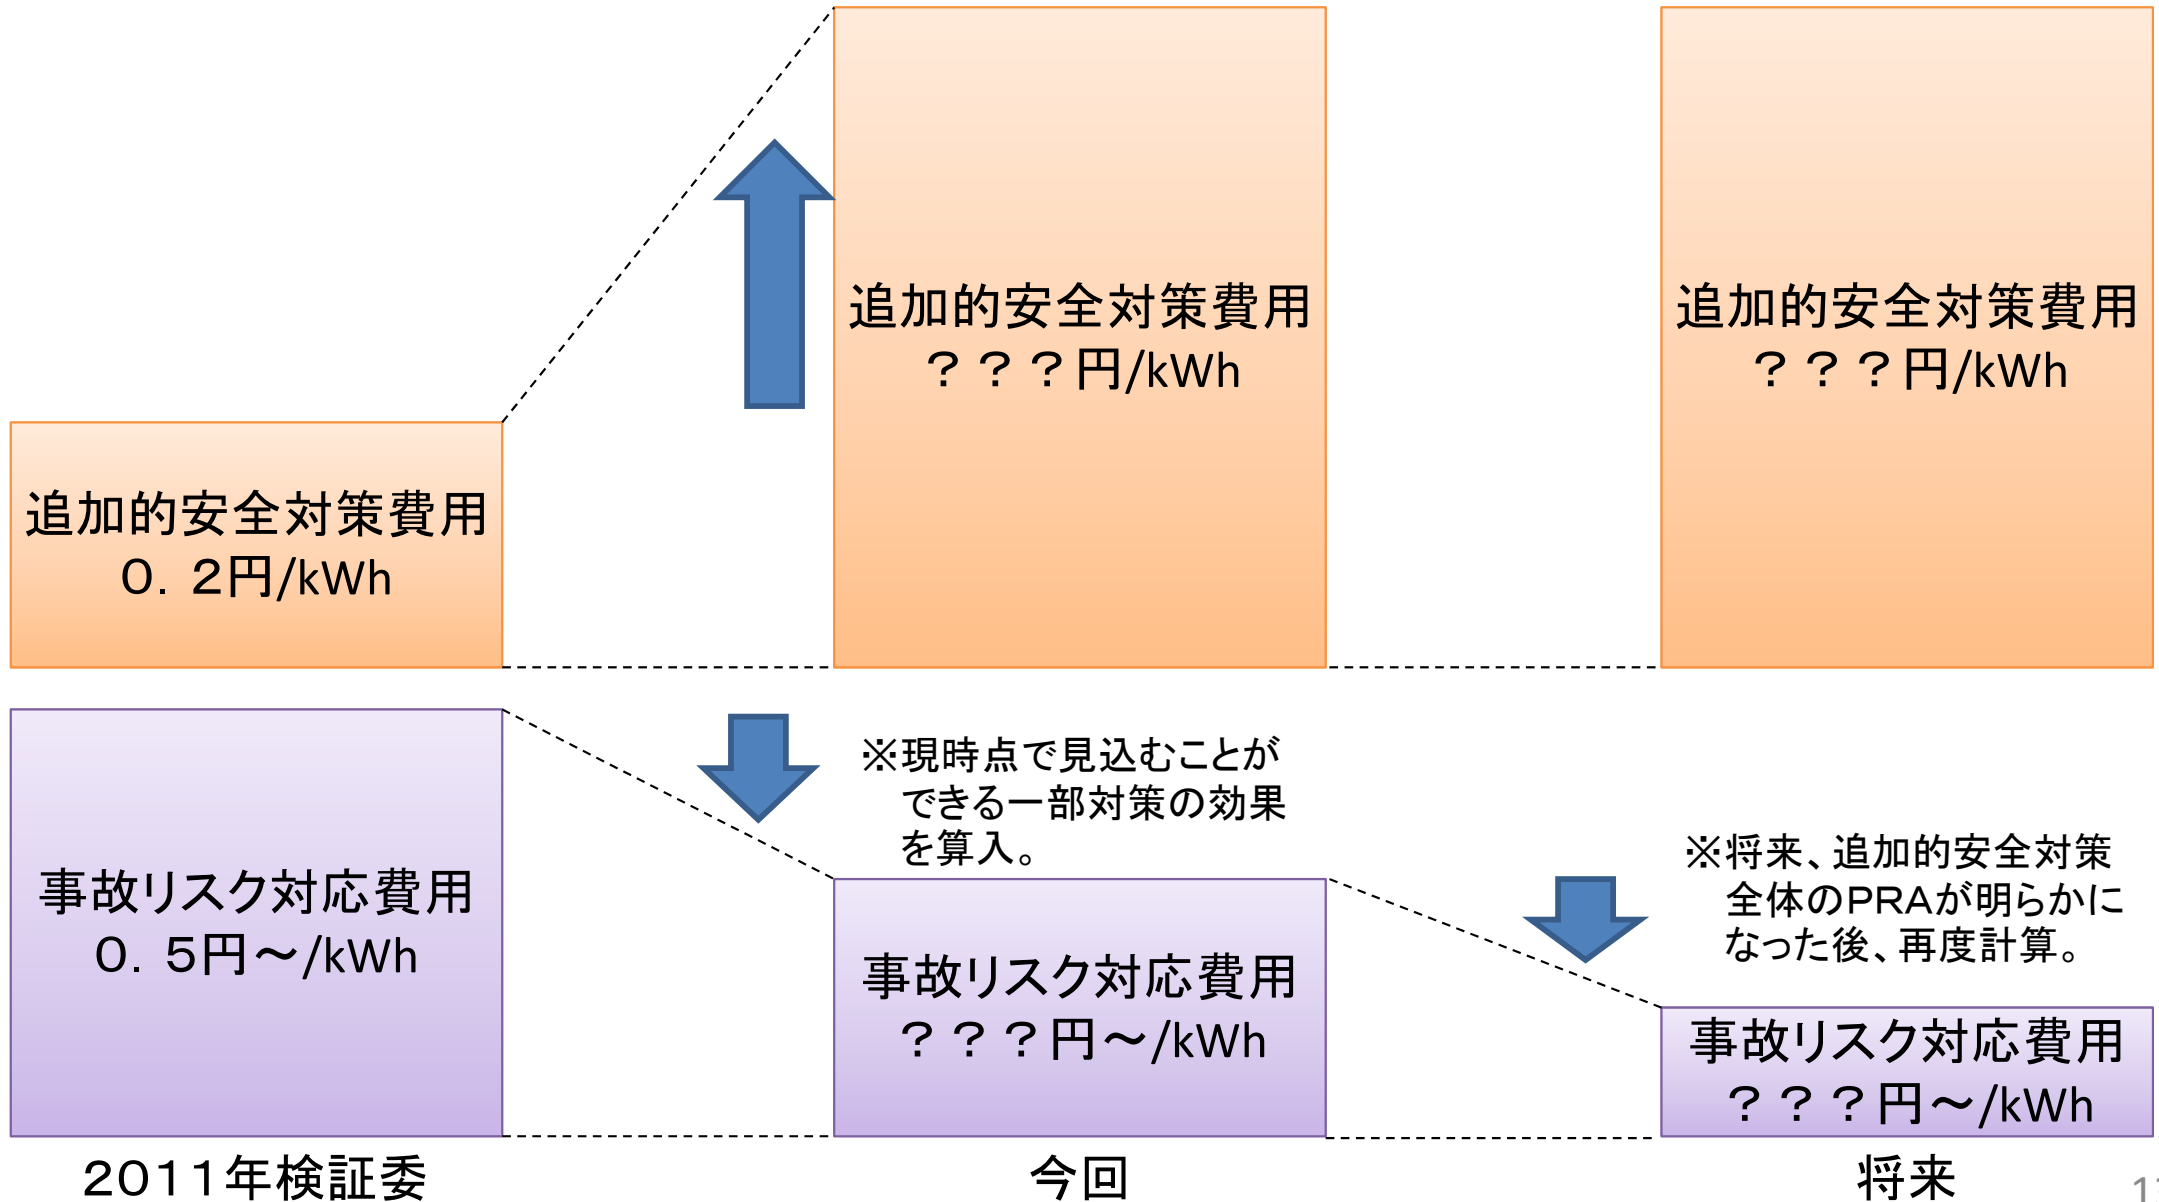 追加的安全対策費用
0．2円/kWh
追加的安全対策費用
？？？円/kWh
追加的安全対策費用
？？？円/kWh
事故リスク対応費用
0．5円～/kWh
※現時点で見込むことが
できる一部対策の効果
を算入。
事故リスク対応費用
？？？円～/kWh
※将来、追加的安全対策
全体のPRAが明らかに
なった後、再度計算。
事故リスク対応費用
？？？円～/kWh
2011年検証委
今回
将来